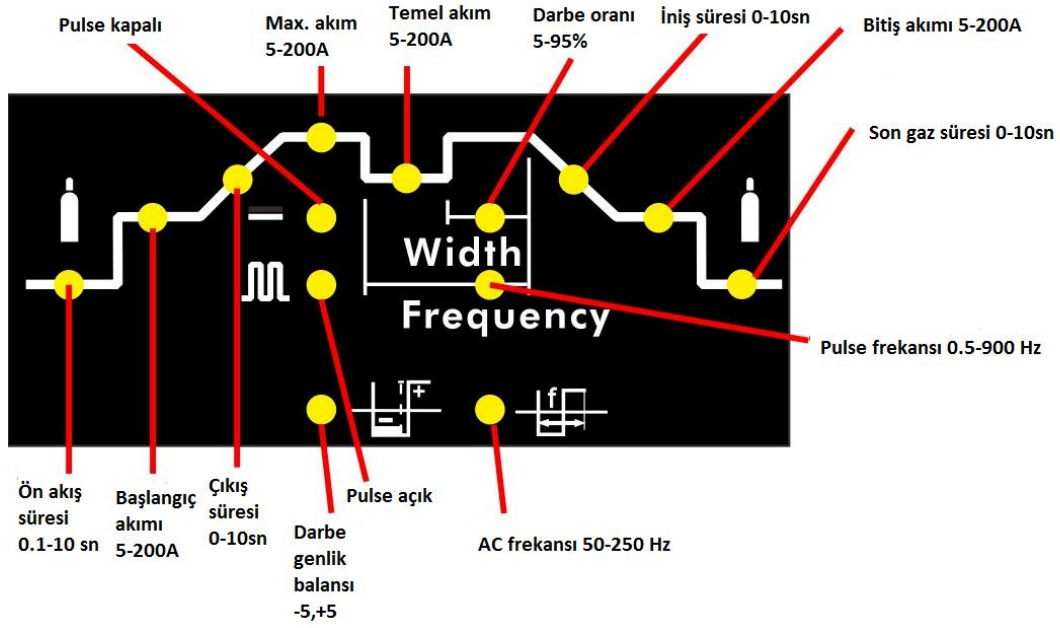 Pulse kapalı
Max. akım
5-200A
Temel akım
5-200A
Darbe oranı
5-95%
İniş süresi 0-10sn
Bitiş akımı 5-200A
Son gaz süresi 0-10sn
Width
Frequency
Pulse frekansı 0.5-900 Hz
+
-
f
Ön akış
süresi
0.1-10 sn
Başlangıç
akımı
5-200A
Çıkış
süresi
0-10sn
Darbe
genlik
balansı
-5,+5
Pulse açık
AC frekansı 50-250 Hz